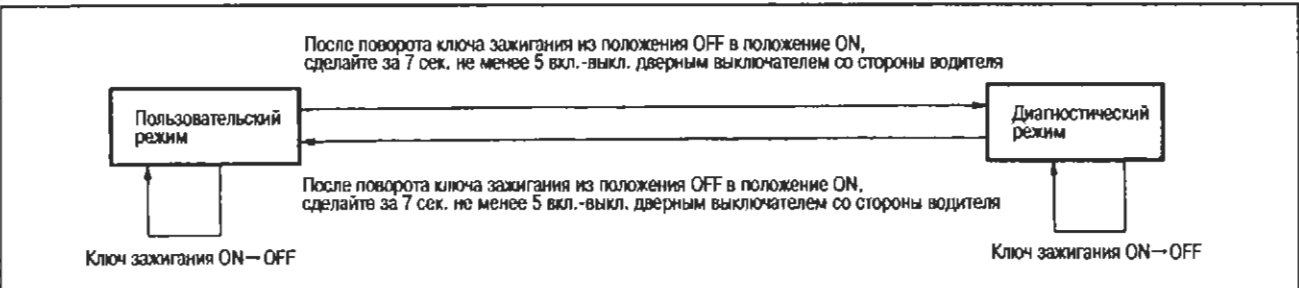 После поворота ключа зажигания из положения OFF в положение ON,
сделайте за 7 сек. не менее 5 вкл.-выкл. дверным выключателем со стороны водителя
Пользовательский
режим
Диагностический
режим
После поворота ключа зажигания из положения OFF в положение ON,
сделайте за 7 сек. не менее 5 вкл.-выкл. дверным выключателем со стороны водителя
Ключ зажигания ON→OFF
Ключ зажигания ON→OFF